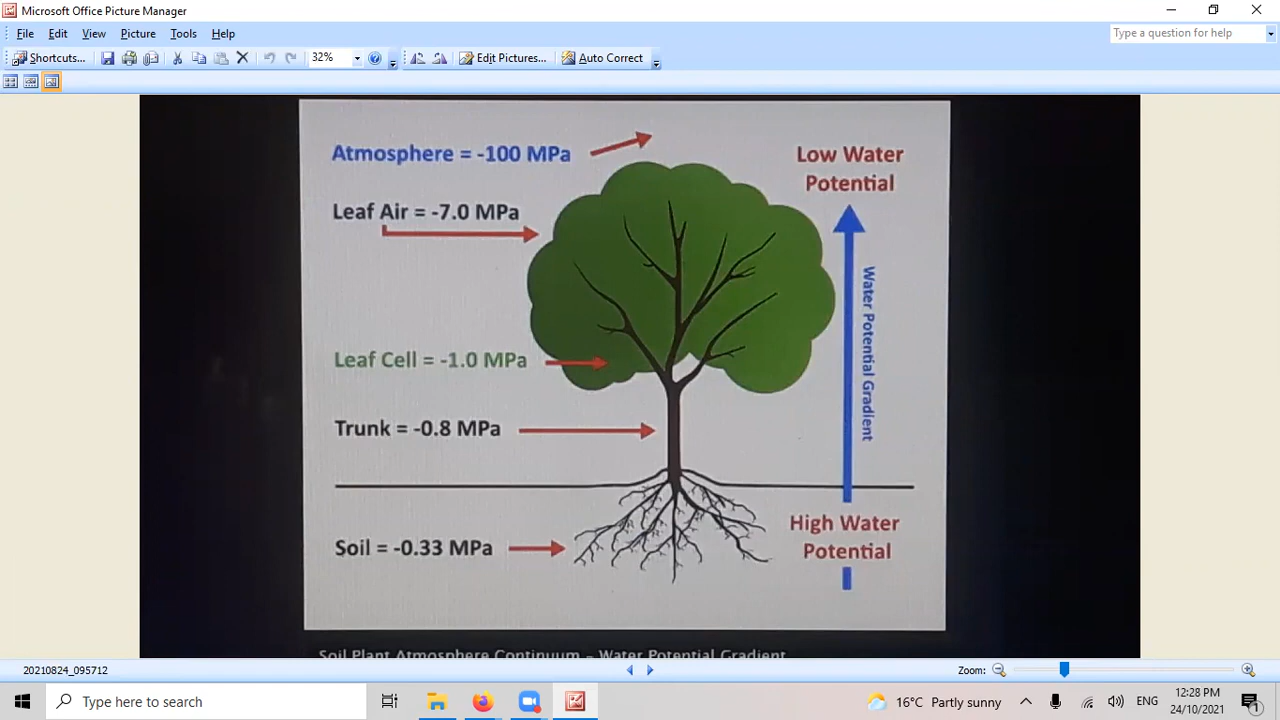 Microsoft Office Picture Manager
File Edit View Picture Tools Help
Type a question for help
Shortcuts...
32%
Edit Pictures...
Auto Correct
Atmosphere = -100 MPa
Low Water
Potential
Leaf Air = -7.0 MPa
Water Potential Gradient
Leaf Cell = -1.0 MPa
Trunk = -0.8 MPa
High Water
Potential
Soil = -0.33 MPa
Soil Plant Atmosphere Continuum – Water Potential Gradient
20210824_095712
Zoom:
Type here to search
16°C Partly sunny
ENG
12:28 PM
24/10/2021
1